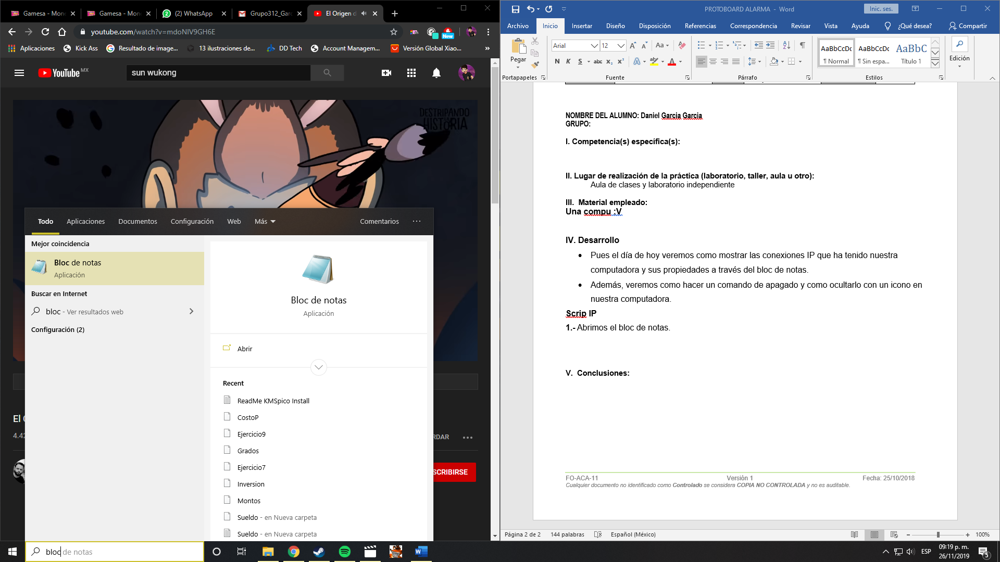 Gamesa - Mon
Gamesa - Mon
(2) WhatsApp
Grupo312_Garc
El Origen d
youtube.com/watch?v=mdoNIV9GH6E
New
Aplicaciones
Kick Ass
Resultado de image...
13 ilustraciones de...
DD Tech
Account Managem...
Versión Global Xiao...
»
YouTube MX
sun wukong
DESTRIPANDO
LA
HISTORIA
Todo
Aplicaciones
Documentos
Configuración
Web
Más
Comentarios
Mejor coincidencia
Bloc de notas
Aplicación
Buscar en Internet
bloc - Ver resultados web
Configuración (2)
Bloc de notas
Aplicación
Abrir
Recent
ReadMe KMSpico Install
CostoP
Ejercicio9
Grados
Ejercicio7
Inversion
Montos
Sueldo - en Nueva carpeta
Sueldo - en Nueva carpeta
El
4.42
RDAR
SCRIBIRSE
bloc de notas
PROTOBOARD ALARMA - Word
Inic. ses.
Archivo
Inicio
Insertar
Diseño
Disposición
Referencias
Correspondencia
Revisar
Vista
Ayuda
¿Qué desea?
Compartir
Pegar
Portapapeles
Arial
12
N K S abc x₂ x²
Fuente
Párrafo
AaBbCcDc
¶ Normal
AaBbCcDc
¶ Sin espa...
AaBbC
Título 1
Estilos
Edición
NOMBRE DEL ALUMNO: Daniel Garcia Garcia
GRUPO:
I. Competencia(s) específica(s):
II. Lugar de realización de la práctica (laboratorio, taller, aula u otro):
Aula de clases y laboratorio independiente
III. Material empleado:
Una compu :V
IV. Desarrollo
• Pues el día de hoy veremos como mostrar las conexiones IP que ha tenido nuestra
computadora y sus propiedades a través del bloc de notas.
• Además, veremos como hacer un comando de apagado y como ocultarlo con un icono en
nuestra computadora.
Scrip IP
1.- Abrimos el bloc de notas.
V. Conclusiones:
FO-ACA-11
Versión 1
Fecha: 25/10/2018
Cualquier documento no identificado como Controlado se considera COPIA NO CONTROLADA y no es auditable.
Página 2 de 2
144 palabras
Español (México)
100%
ESP
09:19 p. m.
26/11/2019
5